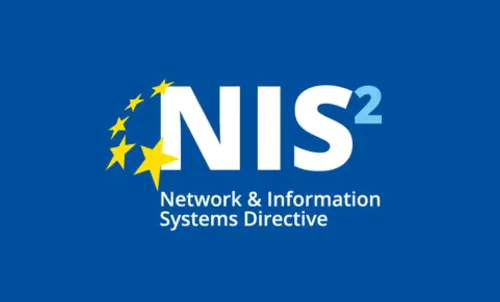 NIS²
Network & Information
Systems Directive